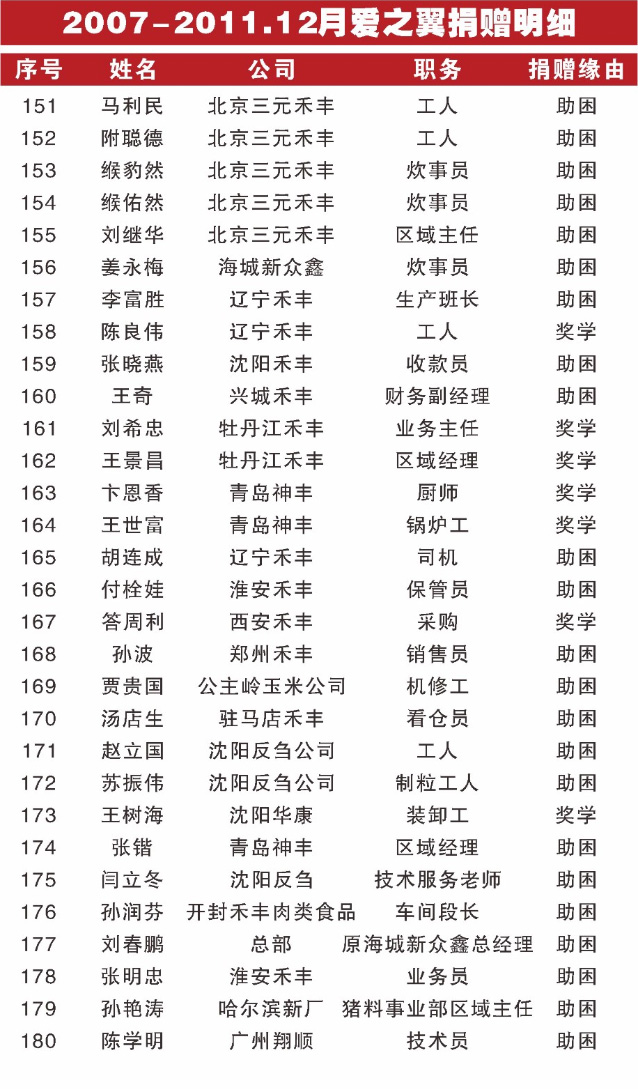 2007-2011.12月爱之翼捐赠明细
序号 姓名 公司 职务 捐赠缘由
151 马利民 北京三元禾丰 工人 助困
152 附聪德 北京三元禾丰 工人 助困
153 缑豹然 北京三元禾丰 炊事员 助困
154 缑佑然 北京三元禾丰 炊事员 助困
155 刘继华 北京三元禾丰 区域主任 助困
156 姜永梅 海城新众鑫 炊事员 助困
157 李富胜 辽宁禾丰 生产班长 助困
158 陈良伟 辽宁禾丰 工人 奖学
159 张晓燕 沈阳禾丰 收款员 助困
160 王奇 兴城禾丰 财务副经理 助困
161 刘希忠 牡丹江禾丰 业务主任 奖学
162 王景昌 牡丹江禾丰 区域经理 奖学
163 卞恩香 青岛神丰 厨师 奖学
164 王世富 青岛神丰 锅炉工 奖学
165 胡连成 辽宁禾丰 司机 助困
166 付栓娃 淮安禾丰 保管员 助困
167 答周利 西安禾丰 采购 奖学
168 孙波 郑州禾丰 销售员 助困
169 贾贵国 公主岭玉米公司 机修工 助困
170 汤店生 驻马店禾丰 看仓员 助困
171 赵立国 沈阳反刍公司 工人 助困
172 苏振伟 沈阳反刍公司 制粒工人 助困
173 王树海 沈阳华康 装卸工 奖学
174 张锴 青岛神丰 区域经理 助困
175 闫立冬 沈阳反刍 技术服务老师 助困
176 孙润芬 开封禾丰肉类食品 车间段长 助困
177 刘春鹏 总部 原海城新众鑫总经理 助困
178 张明忠 淮安禾丰 业务员 助困
179 孙艳涛 哈尔滨新厂 猪料事业部区域主任 助困
180 陈学明 广州翔顺 技术员 助困